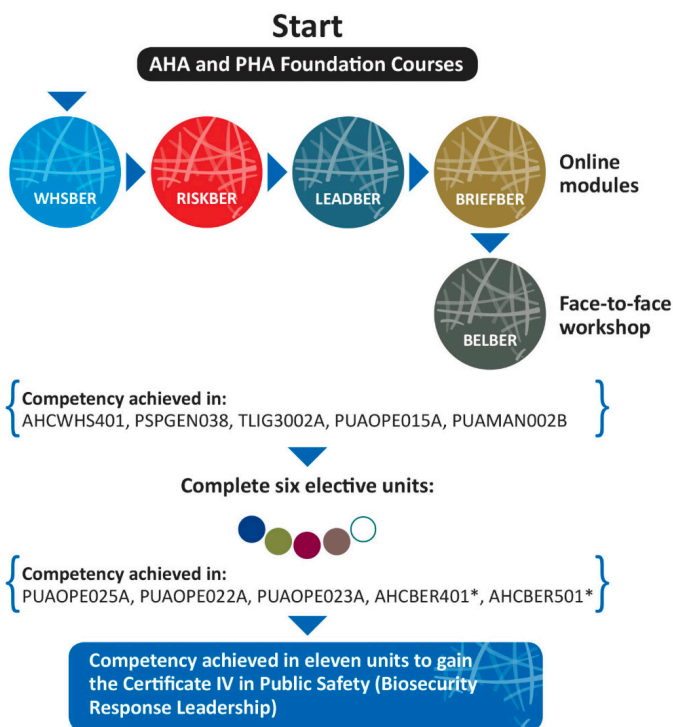 Start
AHA and PHA Foundation Courses
WHSBER
RISKBER
LEADBER
BRIEFBER
Online
modules
BELBER
Face-to-face
workshop
Competency achieved in:
AHCWHS401, PSPGEN038, TLIG3002A, PUAOPE015A, PUAMAN002B
Complete six elective units:
Competency achieved in:
PUAOPE025A, PUAOPE022A, PUAOPE023A, AHCBER401*, AHCBER501*
Competency achieved in eleven units to gain
the Certificate IV in Public Safety (Biosecurity
Response Leadership)